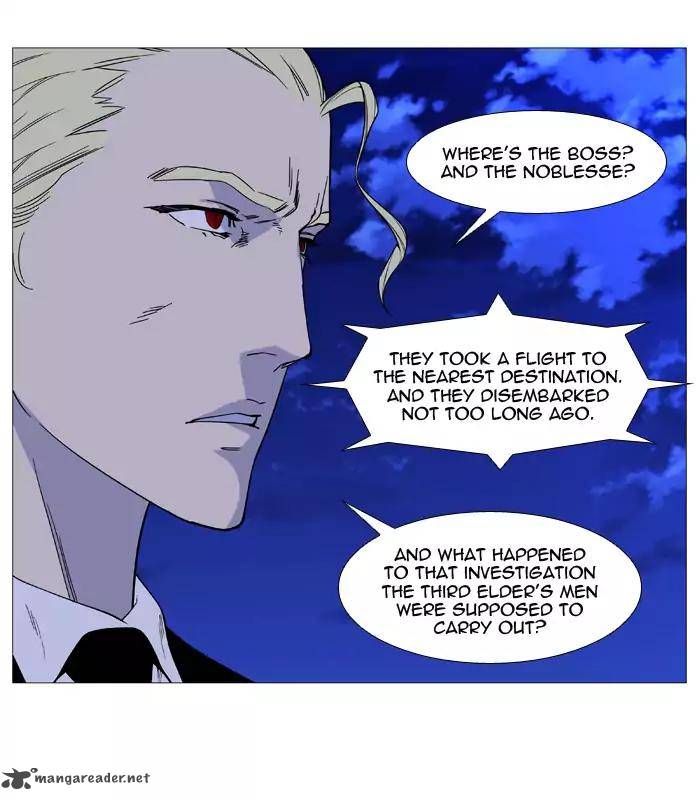 WHERE'S THE BOSS?
AND THE NOBLESSE?
THEY TOOK A FLIGHT TO
THE NEAREST DESTINATION.
AND THEY DISEMBARKED
NOT TOO LONG AGO.
AND WHAT HAPPENED
TO THAT INVESTIGATION
THE THIRD ELDER'S MEN
WERE SUPPOSED TO
CARRY OUT?
mangareader.net